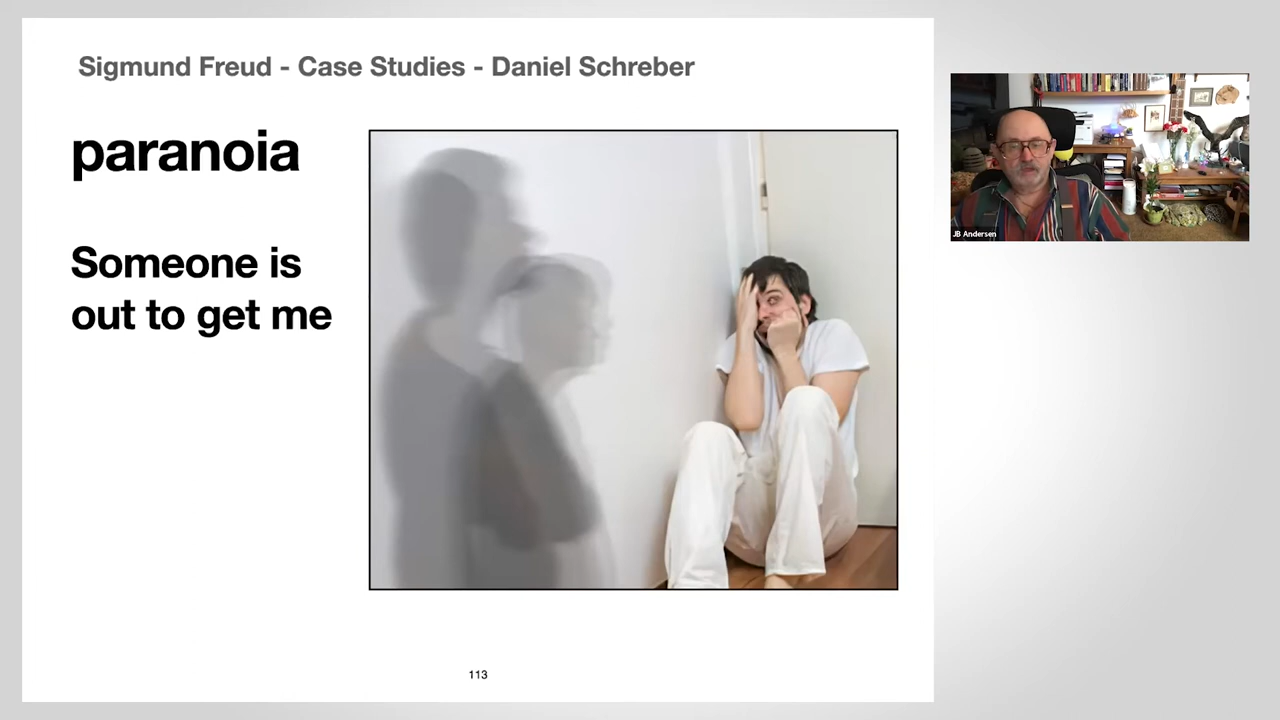 Sigmund Freud - Case Studies - Daniel Schreber
paranoia
Someone is
out to get me
JB Andersen
113